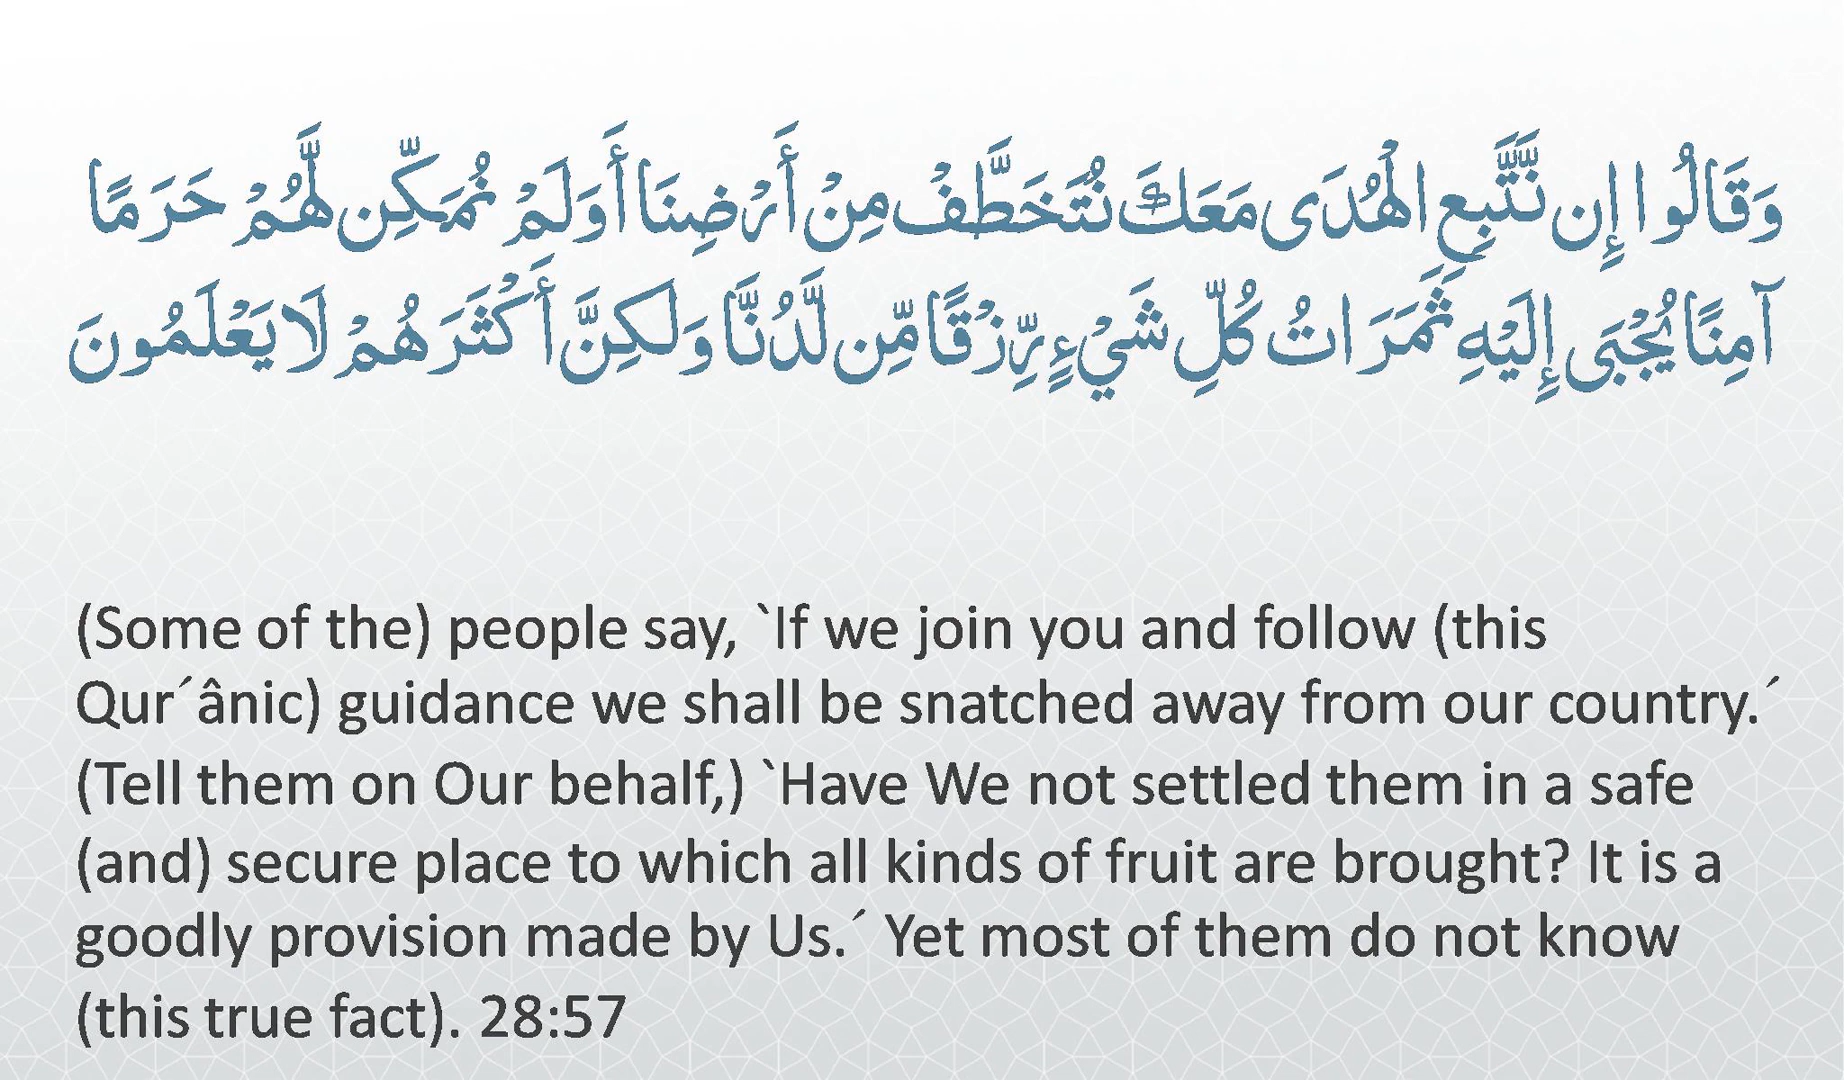 وَقَالُوا إِن نَّتَّبِعِ الْهُدَى مَعَكَ نُتَخَطَّفْ مِنْ أَرْضِنَا أَوَلَمْ نُمَكِّن لَّهُمْ حَرَمًا
آمِنًا يُجْبَى إِلَيْهِ ثَمَرَاتُ كُلِّ شَيْءٍ رِّزْقًا مِّن لَّدُنَّا وَلَكِنَّ أَكْثَرَهُمْ لَا يَعْلَمُونَ
(Some of the) people say, `If we join you and follow (this
Qur´ânic) guidance we shall be snatched away from our country.´
(Tell them on Our behalf,) `Have We not settled them in a safe
(and) secure place to which all kinds of fruit are brought? It is a
goodly provision made by Us.´ Yet most of them do not know
(this true fact). 28:57